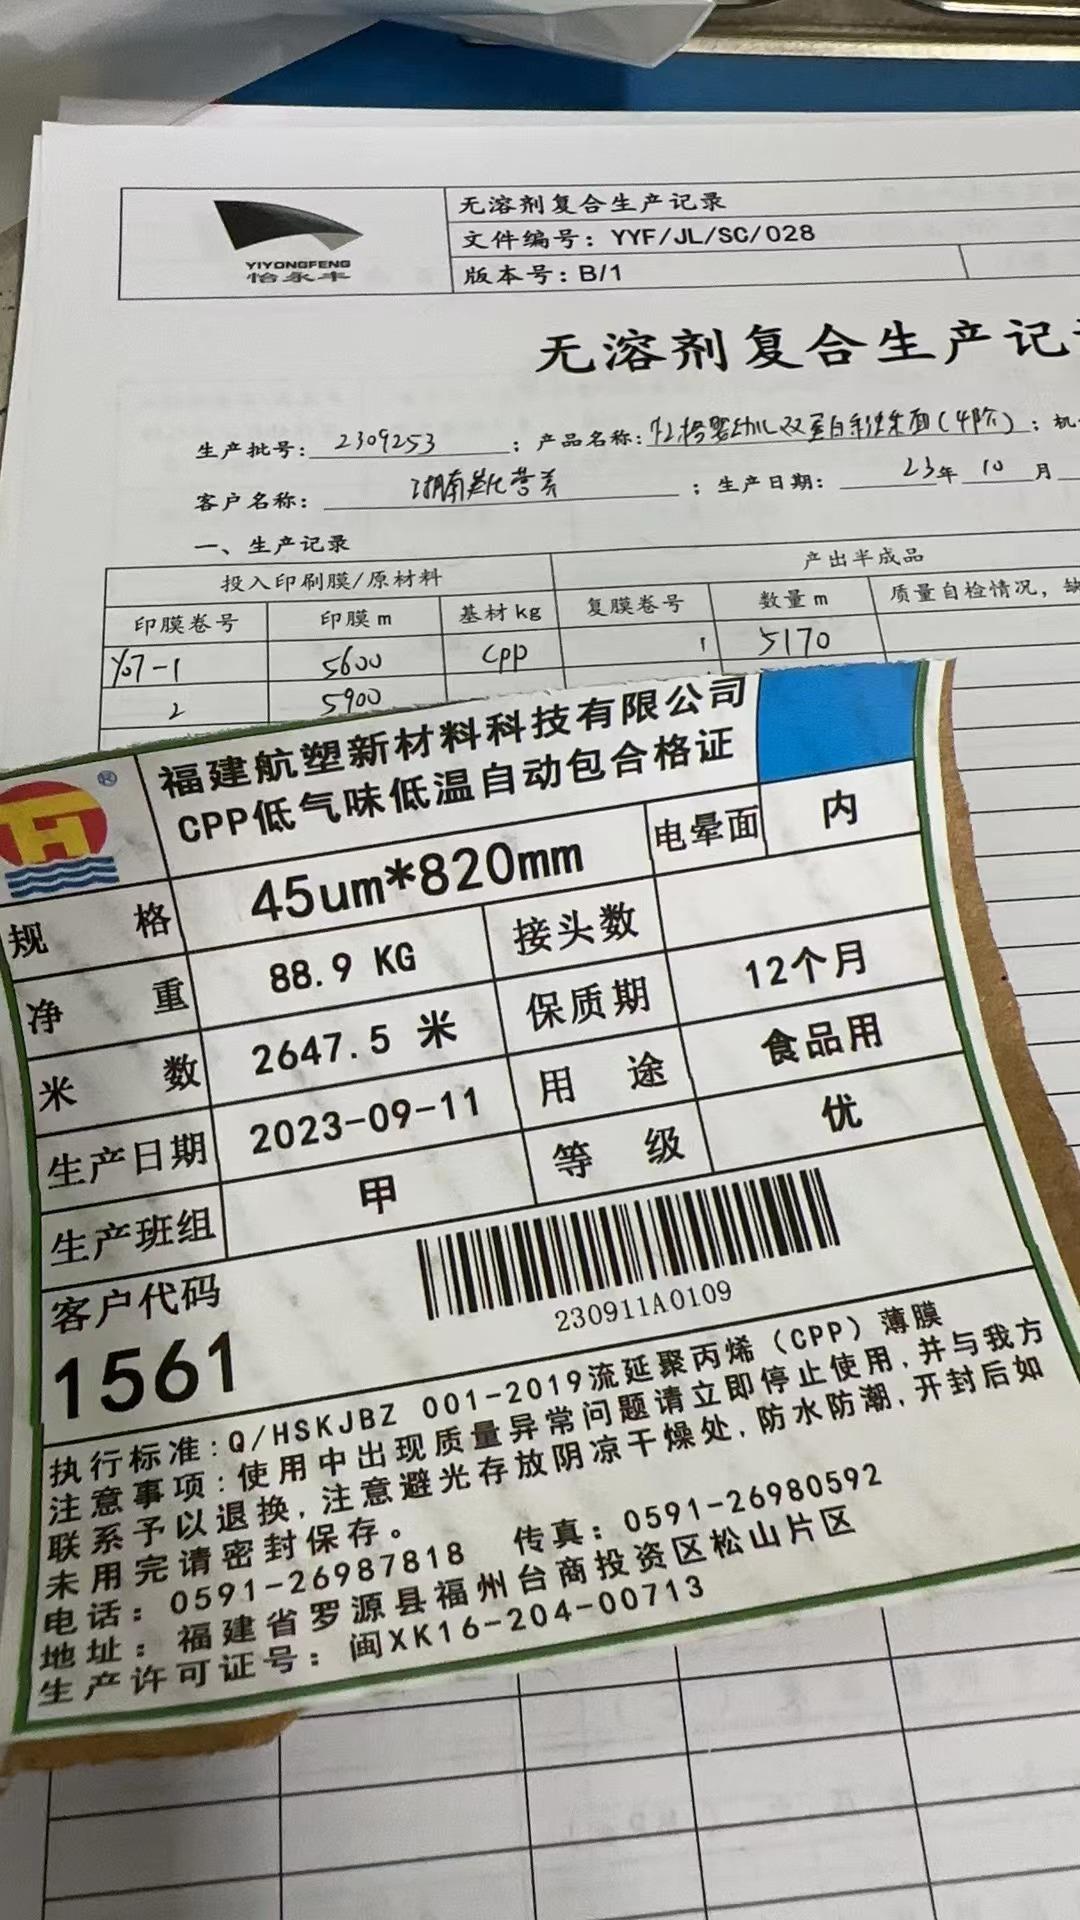 YIYONGFENG
怡永丰
无溶剂复合生产记录
文件编号：YYF/JL/SC/028
版本号：B/1
无溶剂复合生产记
生产批号：2309253 ；产品名称：婴幼儿双蛋白 面(4阶)；机
客户名称：湖南 营养 ；生产日期：23年10月
一、生产记录
投入印刷膜/原材料 产出半成品
印膜卷号 印膜m 基材kg 复膜卷号 数量m 质量自检情况，缺
Y07-1 5600 CPP 1 5170
2 5900
福建航塑新材料科技有限公司
CPP低气味低温自动包合格证
H ®
规格 45um*820mm 电晕面 内
净重 88.9 KG 接头数
米数 2647.5 米 保质期 12个月
生产日期 2023-09-11 用途 食品用
生产班组 甲 等级 优
客户代码
1561
230911A0109
执行标准:Q/HSKJBZ 001-2019流延聚丙烯（CPP）薄膜
注意事项:使用中出现质量异常问题请立即停止使用,并与我方
联系予以退换,注意避光存放阴凉干燥处,防水防潮,开封后如
未用完请密封保存。
电话：0591-26987818 传真：0591-26980592
地址：福建省罗源县福州台商投资区松山片区
生产许可证号：闽XK16-204-00713